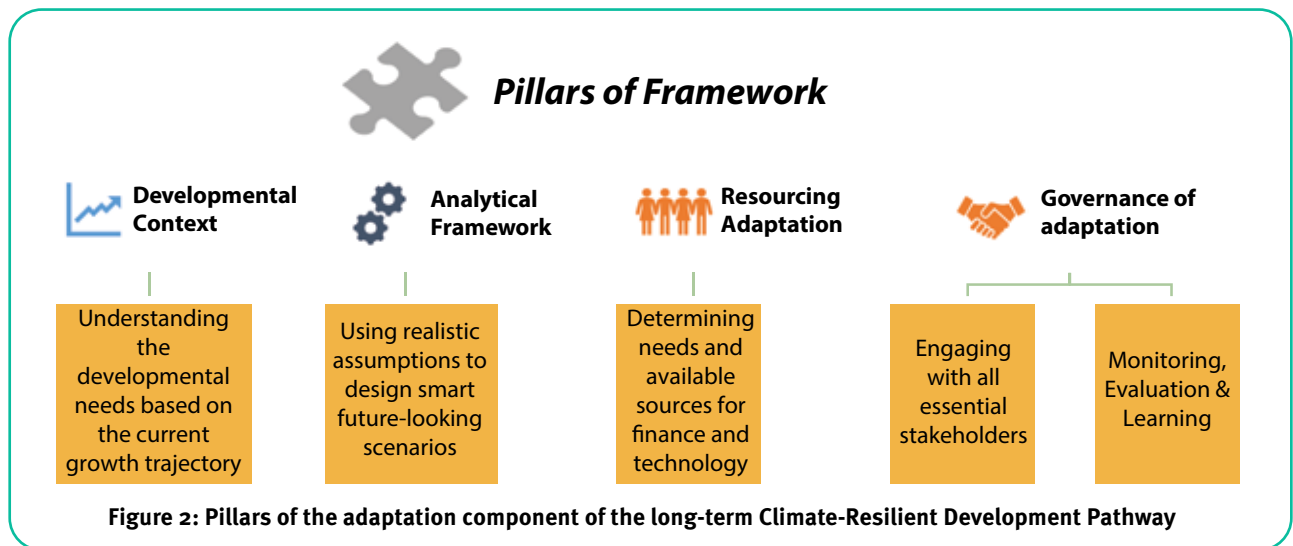 Pillars of Framework
Developmental
Context
Analytical
Framework
Resourcing
Adaptation
Governance of
adaptation
Understanding
the
developmental
needs based on
the current
growth trajectory
Using realistic
assumptions to
design smart
future-looking
scenarios
Determining
needs and
available
sources for
finance and
technology
Engaging
with all
essential
stakeholders
Monitoring,
Evaluation &
Learning
Figure 2: Pillars of the adaptation component of the long-term Climate-Resilient Development Pathway